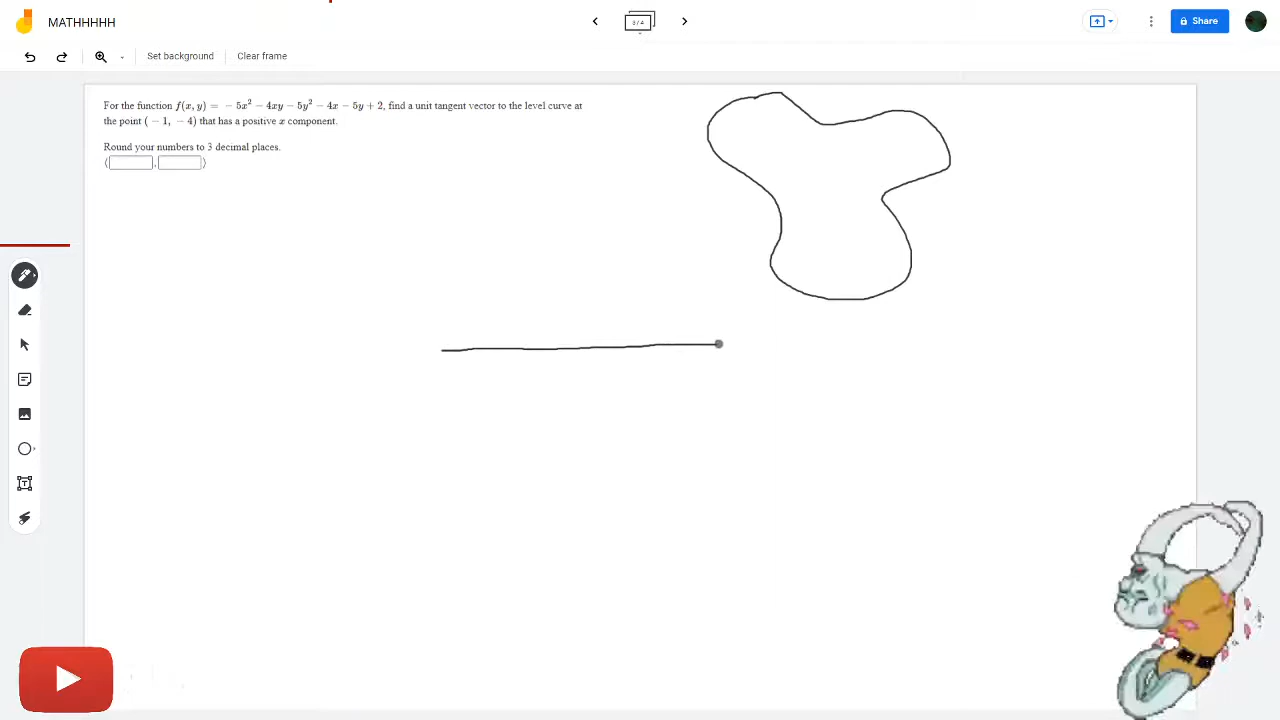 MATHHHHH
3 / 4
Share
Set background
Clear frame
For the function f(x, y) = − 5x² − 4xy − 5y² − 4x − 5y + 2, find a unit tangent vector to the level curve at
the point ( − 1, − 4) that has a positive x component.
Round your numbers to 3 decimal places.
( , )